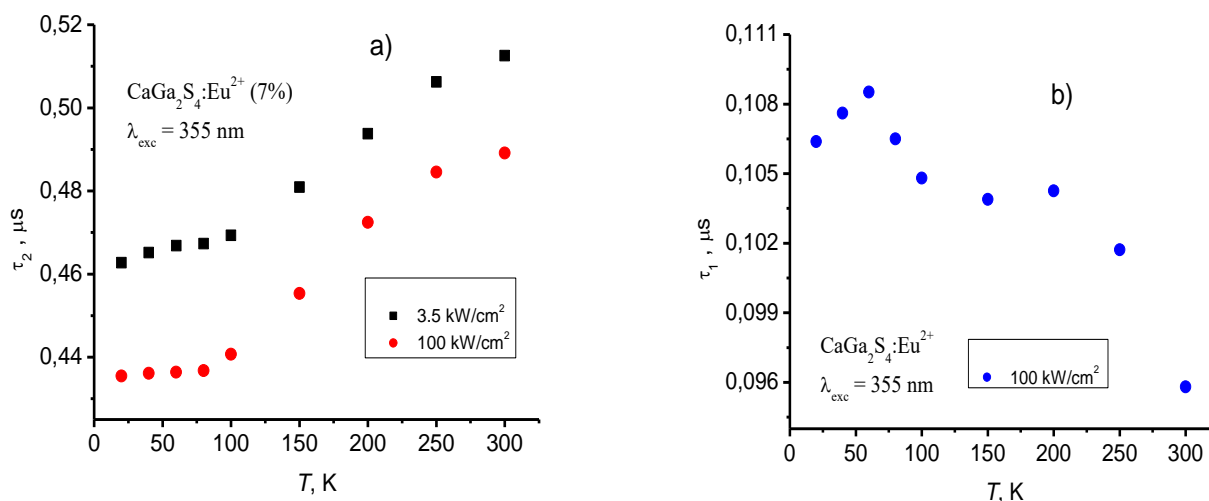 0,52
0,50
0,48
0,46
0,44
τ₂ , μs
a)
CaGa₂S₄:Eu²⁺ (7%)
λexc = 355 nm
3.5 kW/cm²
100 kW/cm²
0 50 100 150 200 250 300
T, K
0,111
0,108
0,105
0,102
0,099
0,096
τ₁ , μs
b)
CaGa₂S₄:Eu²⁺
λexc = 355 nm
100 kW/cm²
0 50 100 150 200 250 300
T, K